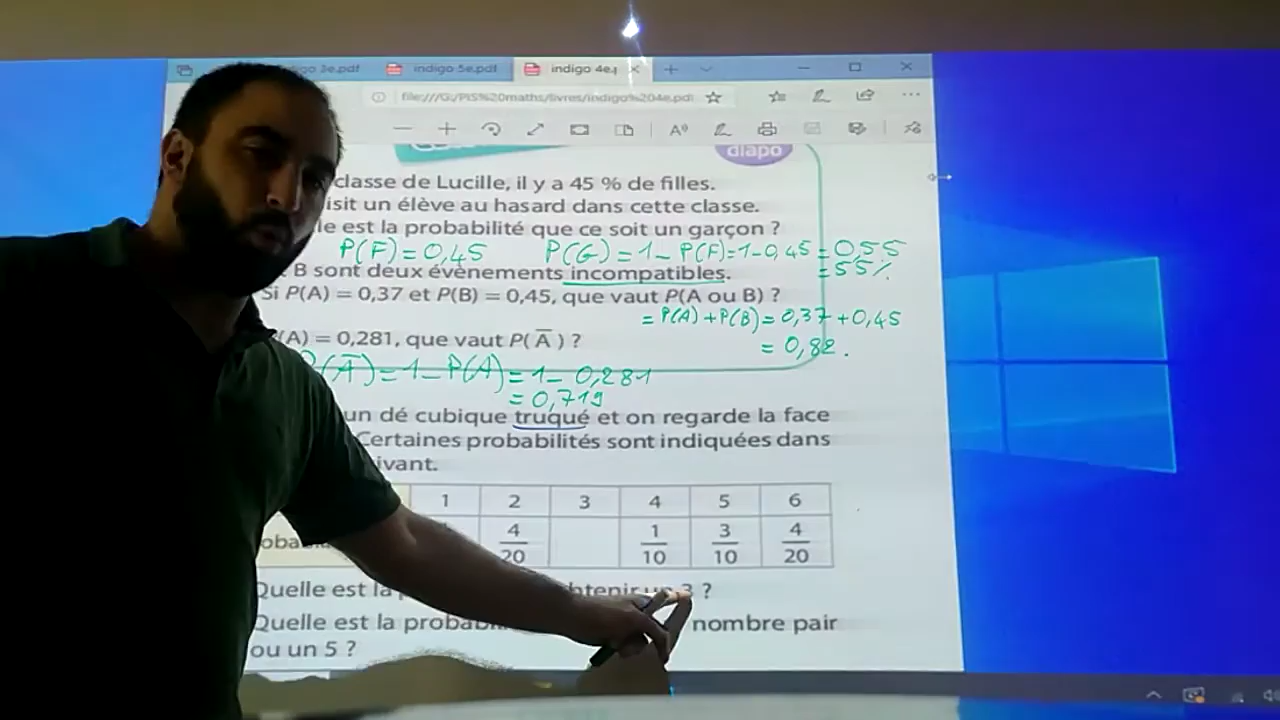 indigo 3e.pdf indigo 5e.pdf indigo 4e.p
file:///G:/PIS%20maths/livres/indigo%204e.pdf
diapo
classe de Lucille, il y a 45 % de filles.
isit un élève au hasard dans cette classe.
le est la probabilité que ce soit un garçon ?
P(F)=0,45 P(G)=1-P(F)=1-0,45=0,55
=55%
B sont deux évènements incompatibles.
Si P(A) = 0,37 et P(B) = 0,45, que vaut P(A ou B) ?
=P(A)+P(B)=0,37+0,45
=0,82.
(A) = 0,281, que vaut P(A̅) ?
P(A̅)=1-P(A)=1-0,281
=0,719
un dé cubique truqué et on regarde la face
Certaines probabilités sont indiquées dans
ivant.
1 2 3 4 5 6
4/20 1/10 3/10 4/20
Quelle est la btenir un 3 ?
Quelle est la probab nombre pair
ou un 5 ?